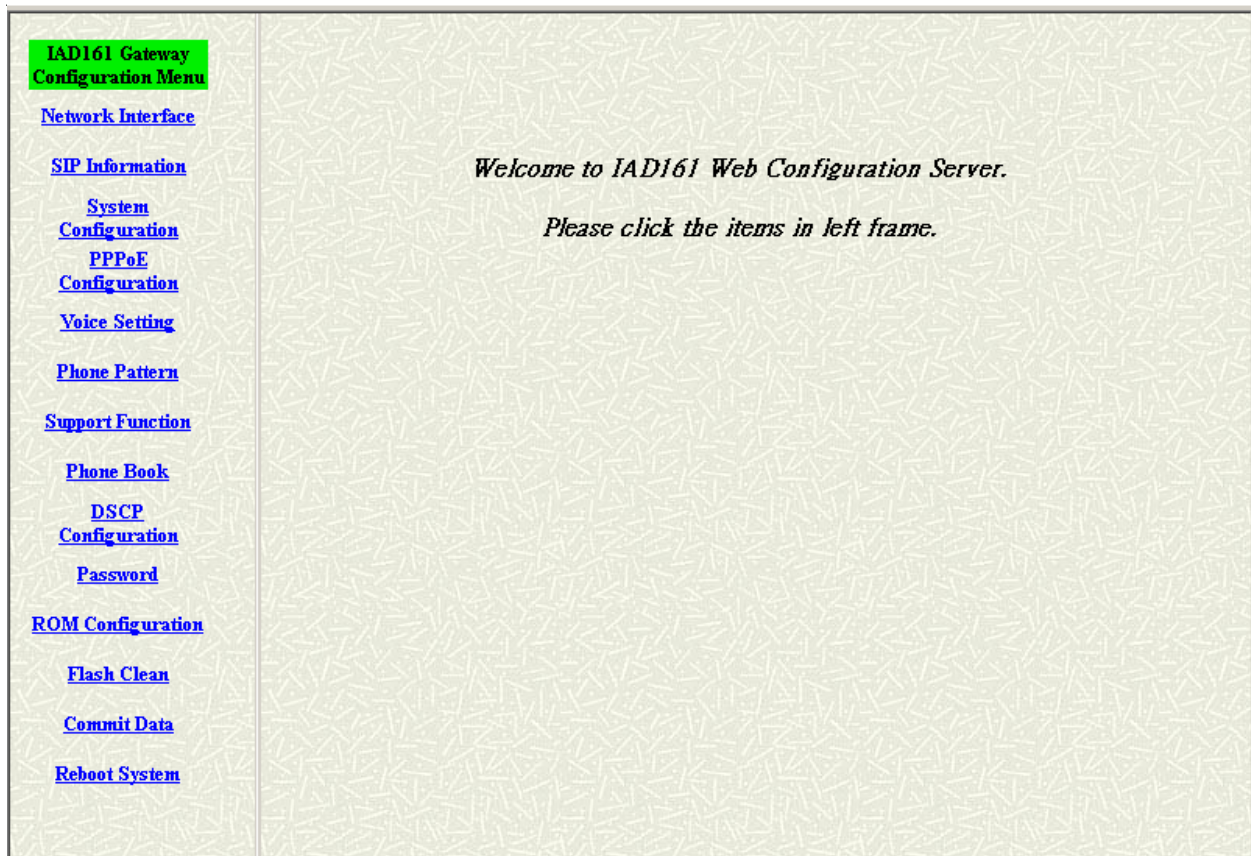 IAD161 Gateway
Configuration Menu
Network Interface
SIP Information
System
Configuration
PPPoE
Configuration
Voice Setting
Phone Pattern
Support Function
Phone Book
DSCP
Configuration
Password
ROM Configuration
Flash Clean
Commit Data
Reboot System
Welcome to IAD161 Web Configuration Server.
Please click the items in left frame.